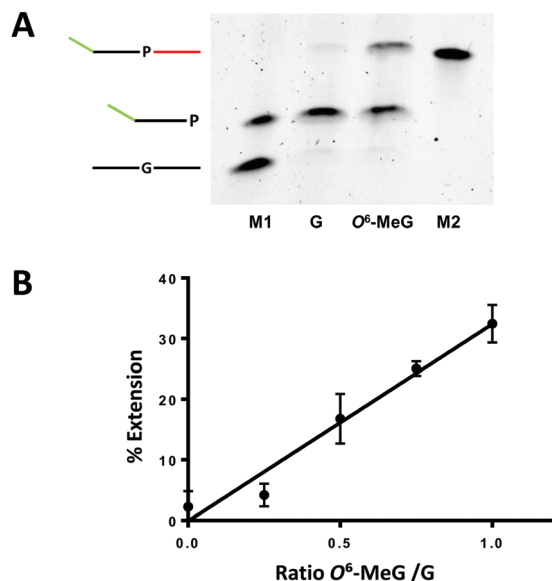 A
P
P
G
M1 G O⁶-MeG M2
B
40
30
20
10
0
% Extension
0.0 0.5 1.0
Ratio O⁶-MeG /G